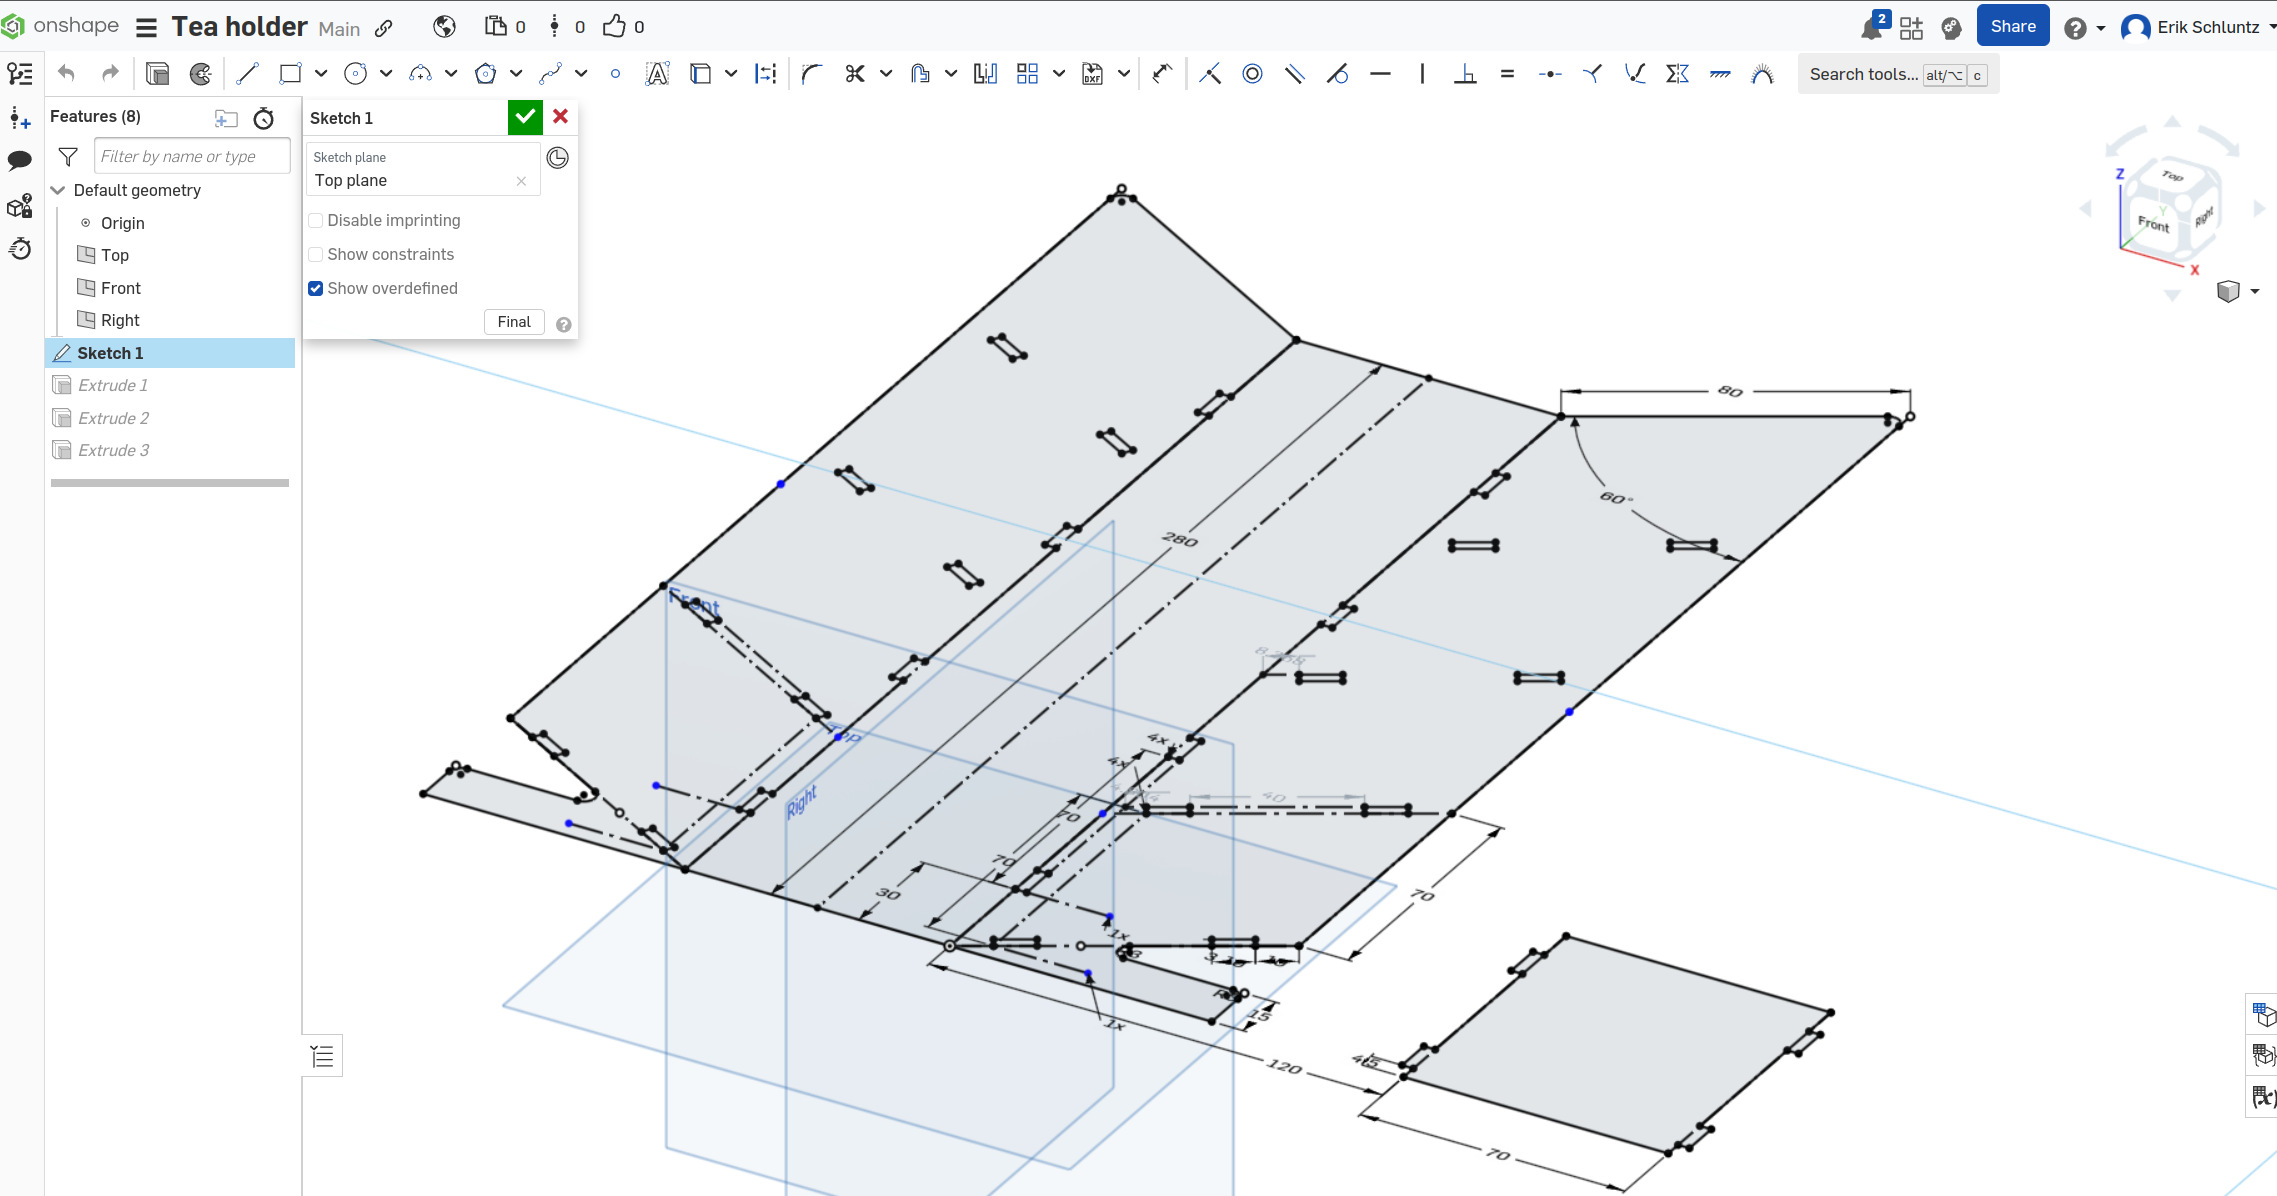 onshape Tea holder Main 0 0 0 2 Share Erik Schluntz
Search tools... alt/⌥ c
Features (8)
Filter by name or type
Default geometry
Origin
Top
Front
Right
Sketch 1
Extrude 1
Extrude 2
Extrude 3
Sketch 1
Sketch plane
Top plane
Disable imprinting
Show constraints
Show overdefined
Final
Top
Front
Right
Z
Y
X
80
60°
280
Front
Top
Right
4x
4x
40
70
70
30
70
1x
1x
15
120
70